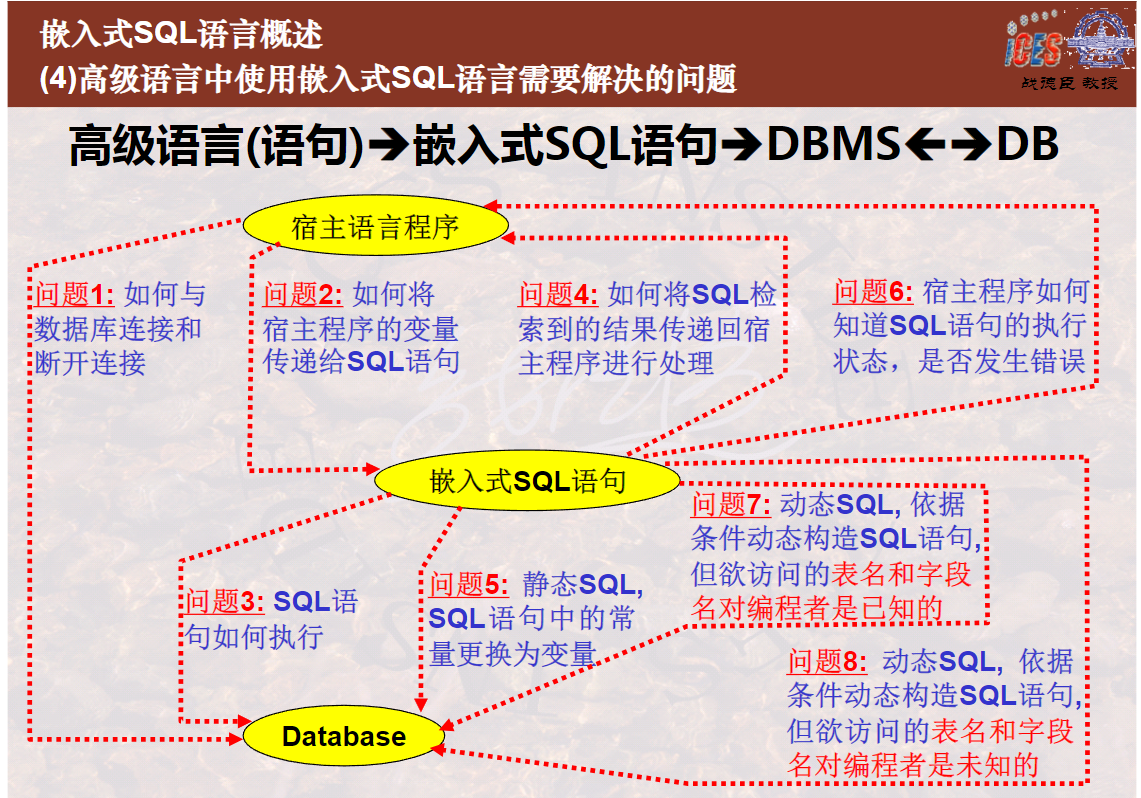 嵌入式SQL语言概述
(4)高级语言中使用嵌入式SQL语言需要解决的问题
iCES
战德臣 教授
高级语言(语句)→嵌入式SQL语句→DBMS←→DB
宿主语言程序
问题1: 如何与
数据库连接和
断开连接
问题2: 如何将
宿主程序的变量
传递给SQL语句
问题4: 如何将SQL检
索到的结果传递回宿
主程序进行处理
问题6: 宿主程序如何
知道SQL语句的执行
状态，是否发生错误
嵌入式SQL语句
问题7: 动态SQL, 依据
条件动态构造SQL语句,
但欲访问的表名和字段
名对编程者是已知的
问题3: SQL语
句如何执行
问题5: 静态SQL,
SQL语句中的常
量更换为变量
问题8: 动态SQL, 依据
条件动态构造SQL语句,
但欲访问的表名和字段
名对编程者是未知的
Database